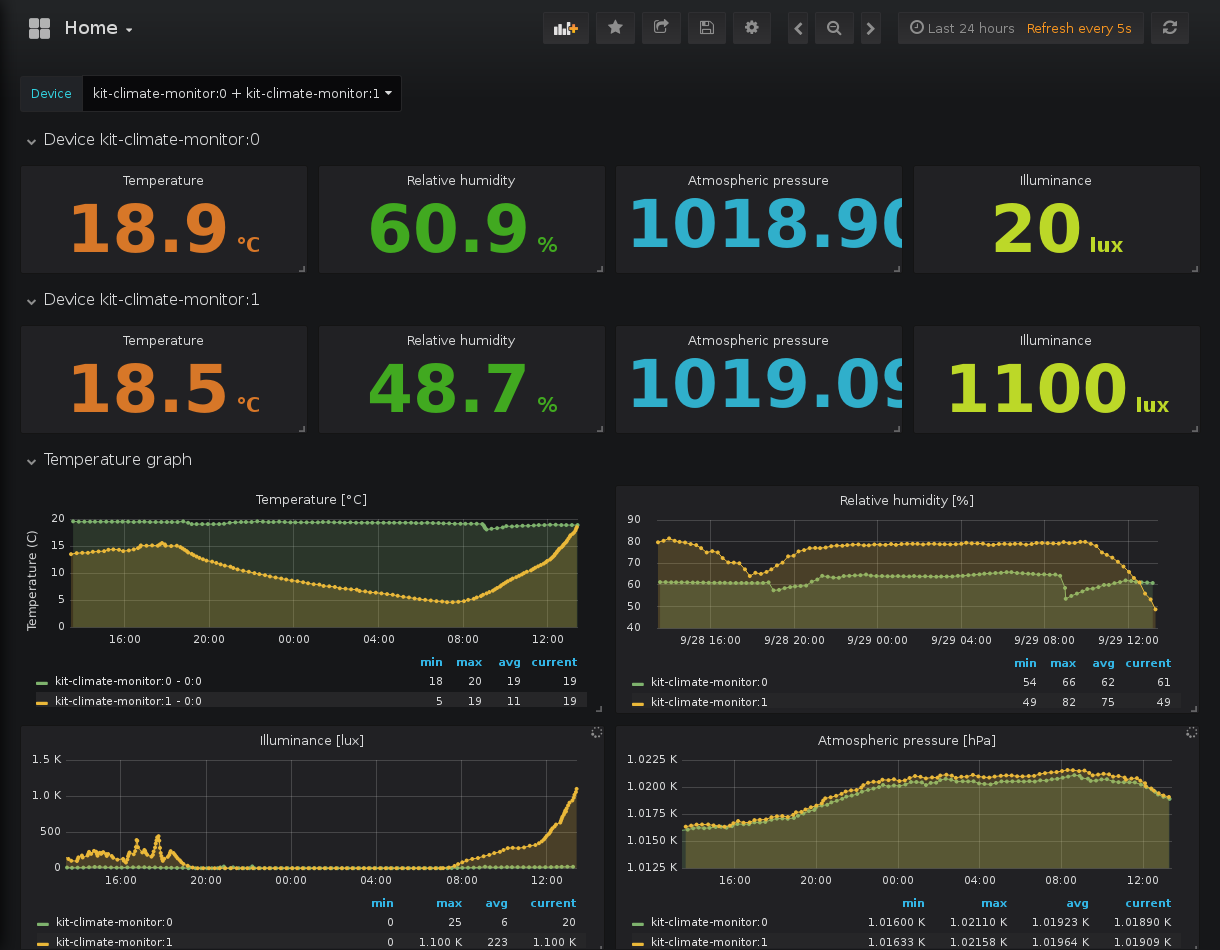 Home
Last 24 hours Refresh every 5s
Device kit-climate-monitor:0 + kit-climate-monitor:1
Device kit-climate-monitor:0
Temperature Relative humidity Atmospheric pressure Illuminance
18.9 °C 60.9 % 1018.90 20 lux
Device kit-climate-monitor:1
Temperature Relative humidity Atmospheric pressure Illuminance
18.5 °C 48.7 % 1019.09 1100 lux
Temperature graph
Temperature [°C]
Temperature (C)
20
15
10
5
0
16:00 20:00 00:00 04:00 08:00 12:00
min max avg current
kit-climate-monitor:0 - 0:0 18 20 19 19
kit-climate-monitor:1 - 0:0 5 19 11 19
Relative humidity [%]
90
80
70
60
50
40
9/28 16:00 9/28 20:00 9/29 00:00 9/29 04:00 9/29 08:00 9/29 12:00
min max avg current
kit-climate-monitor:0 54 66 62 61
kit-climate-monitor:1 49 82 75 49
Illuminance [lux]
1.5 K
1.0 K
500
0
16:00 20:00 00:00 04:00 08:00 12:00
min max avg current
kit-climate-monitor:0 0 25 6 20
kit-climate-monitor:1 0 1.100 K 223 1.100 K
Atmospheric pressure [hPa]
1.0225 K
1.0200 K
1.0175 K
1.0150 K
1.0125 K
16:00 20:00 00:00 04:00 08:00 12:00
min max avg current
kit-climate-monitor:0 1.01600 K 1.02110 K 1.01923 K 1.01890 K
kit-climate-monitor:1 1.01633 K 1.02158 K 1.01964 K 1.01909 K